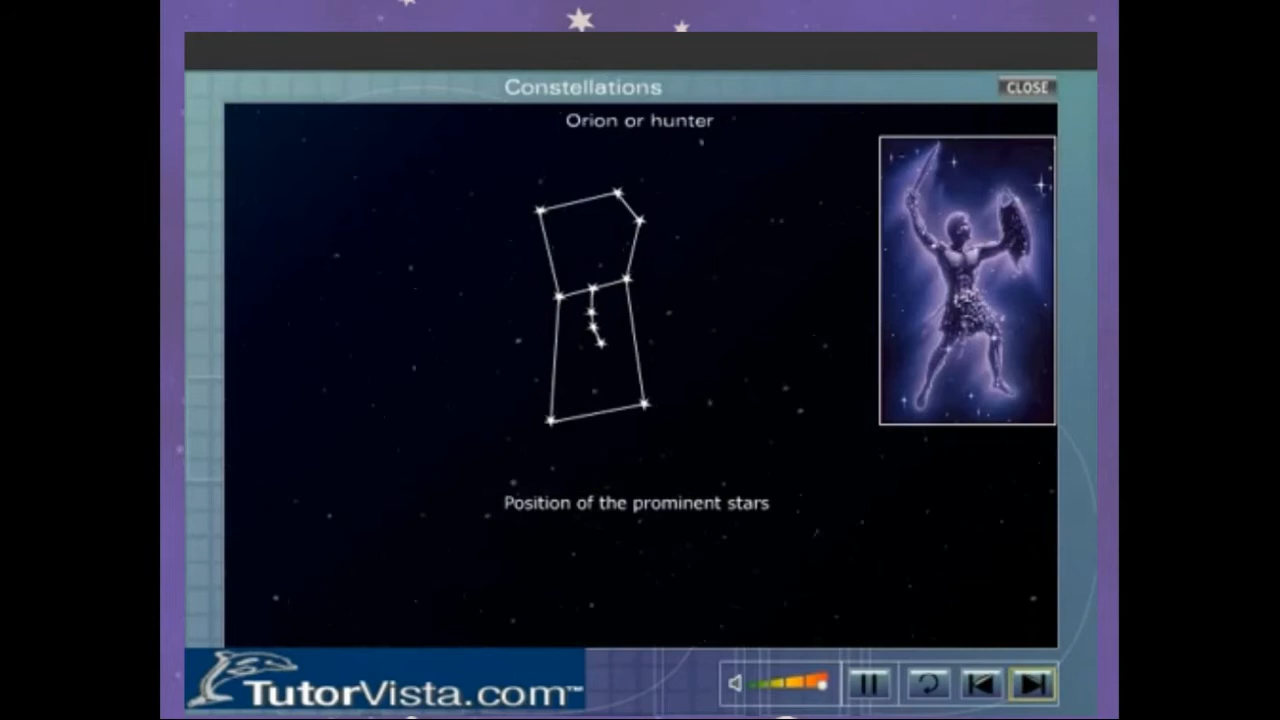 Constellations
CLOSE
Orion or hunter
Position of the prominent stars
TutorVista.com™